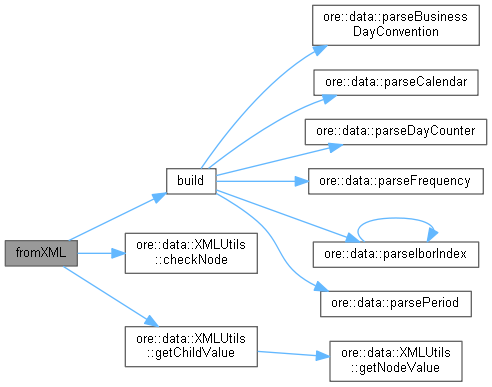 ore::data::parseBusiness
DayConvention
ore::data::parseCalendar
ore::data::parseDayCounter
build
ore::data::parseFrequency
fromXML
ore::data::XMLUtils
::checkNode
ore::data::parseIborIndex
ore::data::parsePeriod
ore::data::XMLUtils
::getChildValue
ore::data::XMLUtils
::getNodeValue